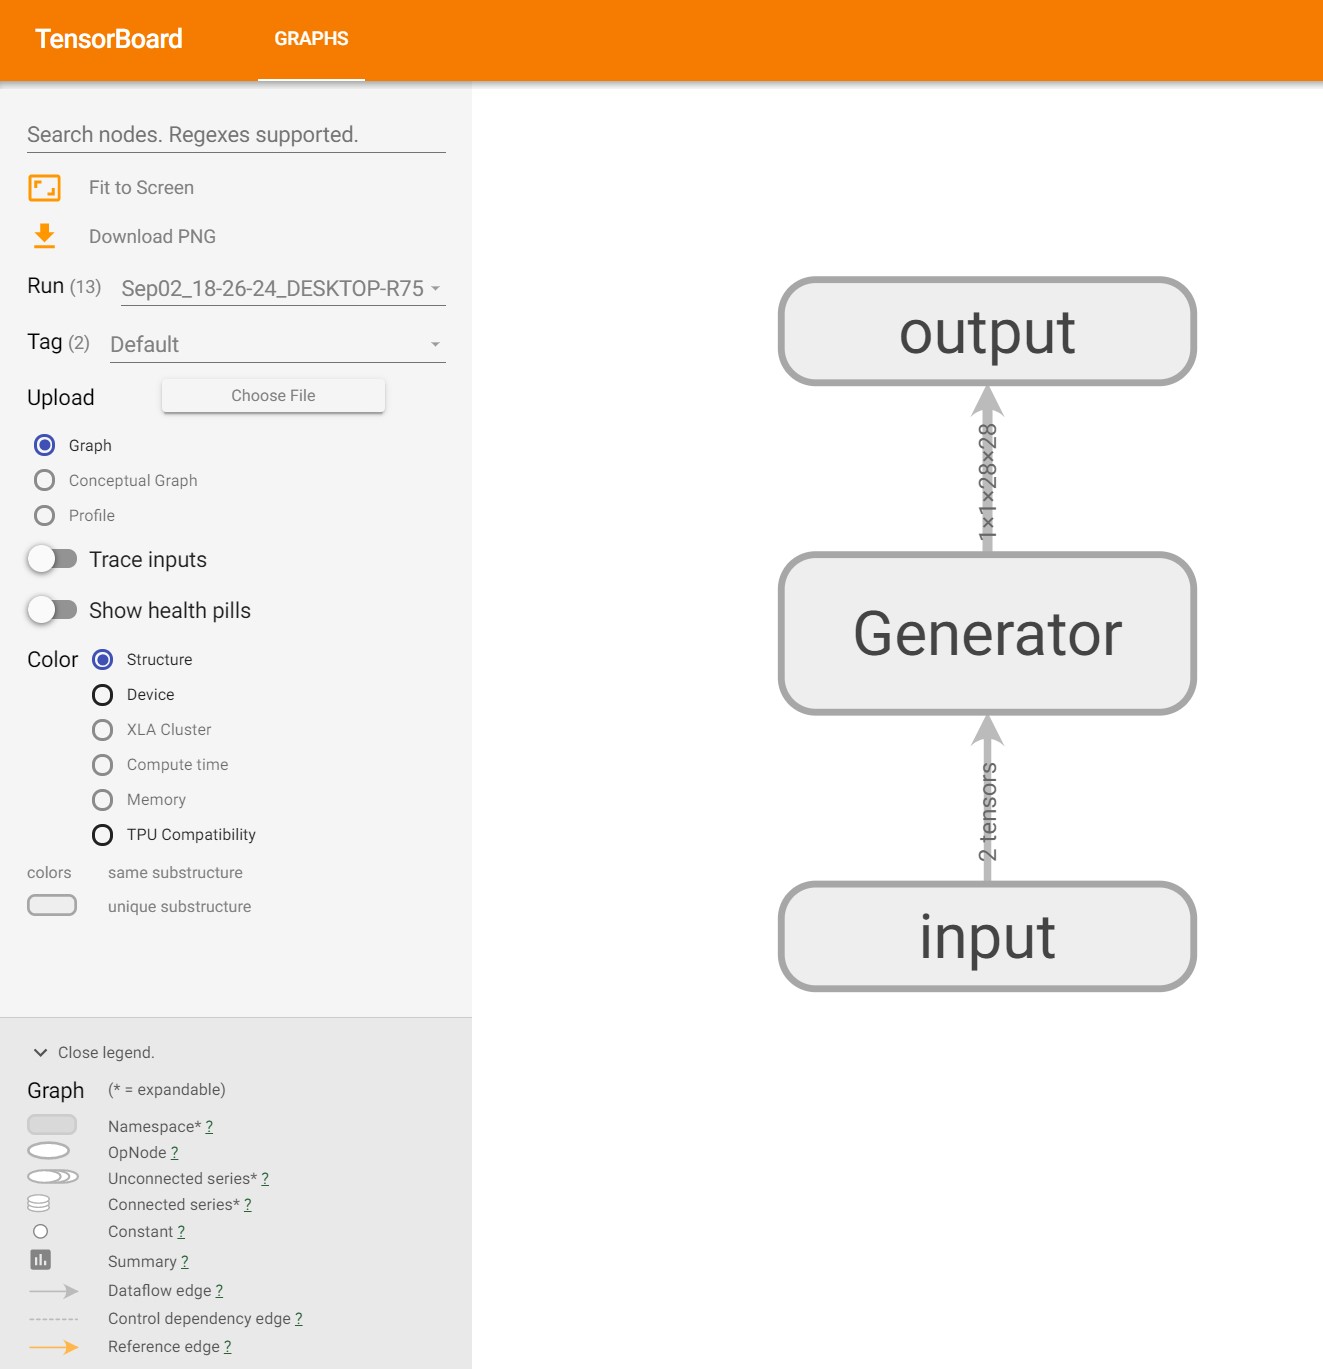 TensorBoard
GRAPHS
Search nodes. Regexes supported.
Fit to Screen
Download PNG
Run (13) Sep02_18-26-24_DESKTOP-R75
Tag (2) Default
Upload Choose File
Graph
Conceptual Graph
Profile
Trace inputs
Show health pills
Color Structure
Device
XLA Cluster
Compute time
Memory
TPU Compatibility
colors same substructure
unique substructure
Close legend.
Graph (* = expandable)
Namespace* ?
OpNode ?
Unconnected series* ?
Connected series* ?
Constant ?
Summary ?
Dataflow edge ?
Control dependency edge ?
Reference edge ?
output
1×1×28×28
Generator
2 tensors
input